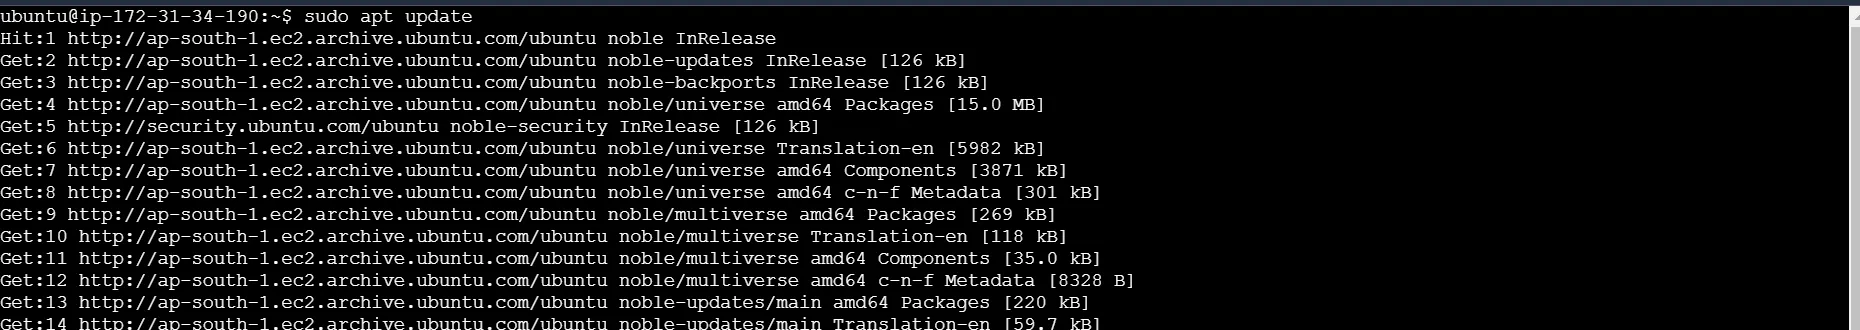 ubuntu@ip-172-31-34-190:~$ sudo apt update
Hit:1 http://ap-south-1.ec2.archive.ubuntu.com/ubuntu noble InRelease
Get:2 http://ap-south-1.ec2.archive.ubuntu.com/ubuntu noble-updates InRelease [126 kB]
Get:3 http://ap-south-1.ec2.archive.ubuntu.com/ubuntu noble-backports InRelease [126 kB]
Get:4 http://ap-south-1.ec2.archive.ubuntu.com/ubuntu noble/universe amd64 Packages [15.0 MB]
Get:5 http://security.ubuntu.com/ubuntu noble-security InRelease [126 kB]
Get:6 http://ap-south-1.ec2.archive.ubuntu.com/ubuntu noble/universe Translation-en [5982 kB]
Get:7 http://ap-south-1.ec2.archive.ubuntu.com/ubuntu noble/universe amd64 Components [3871 kB]
Get:8 http://ap-south-1.ec2.archive.ubuntu.com/ubuntu noble/universe amd64 c-n-f Metadata [301 kB]
Get:9 http://ap-south-1.ec2.archive.ubuntu.com/ubuntu noble/multiverse amd64 Packages [269 kB]
Get:10 http://ap-south-1.ec2.archive.ubuntu.com/ubuntu noble/multiverse Translation-en [118 kB]
Get:11 http://ap-south-1.ec2.archive.ubuntu.com/ubuntu noble/multiverse amd64 Components [35.0 kB]
Get:12 http://ap-south-1.ec2.archive.ubuntu.com/ubuntu noble/multiverse amd64 c-n-f Metadata [8328 B]
Get:13 http://ap-south-1.ec2.archive.ubuntu.com/ubuntu noble-updates/main amd64 Packages [220 kB]
Get:14 http://ap-south-1.ec2.archive.ubuntu.com/ubuntu noble-updates/main Translation-en [59.7 kB]